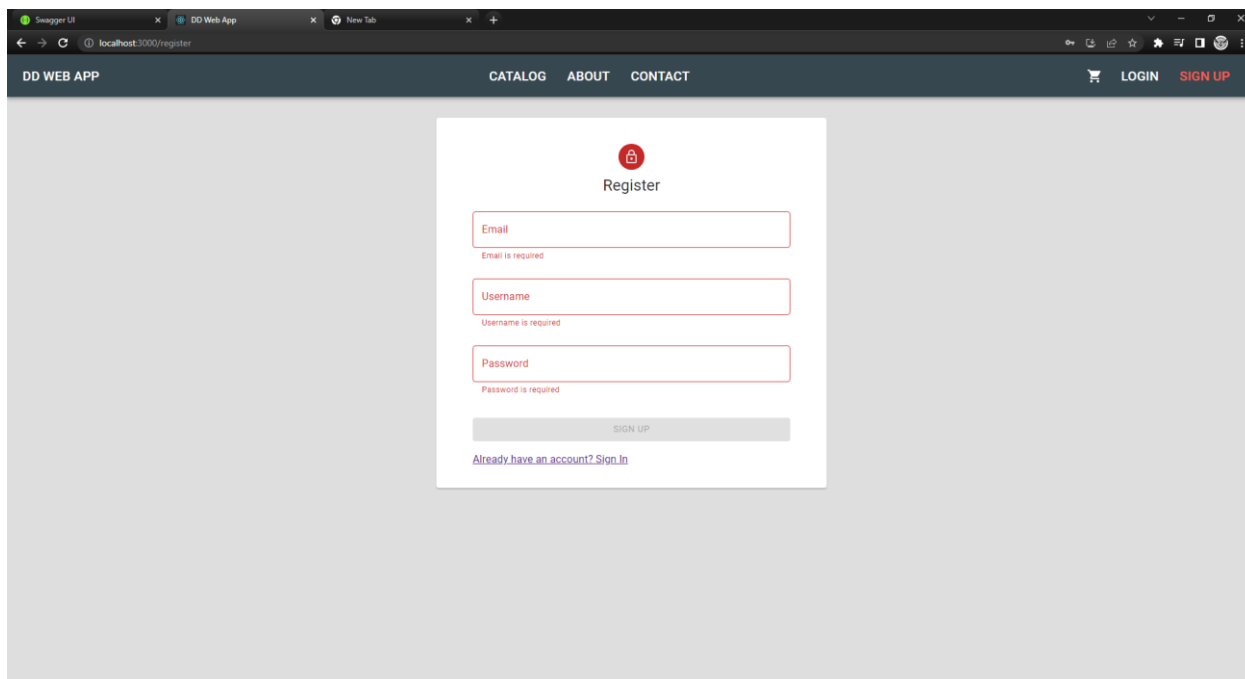 Swagger UI DD Web App New Tab
localhost:3000/register
DD WEB APP CATALOG ABOUT CONTACT LOGIN SIGN UP
Register
Email
Email is required
Username
Username is required
Password
Password is required
SIGN UP
Already have an account? Sign In